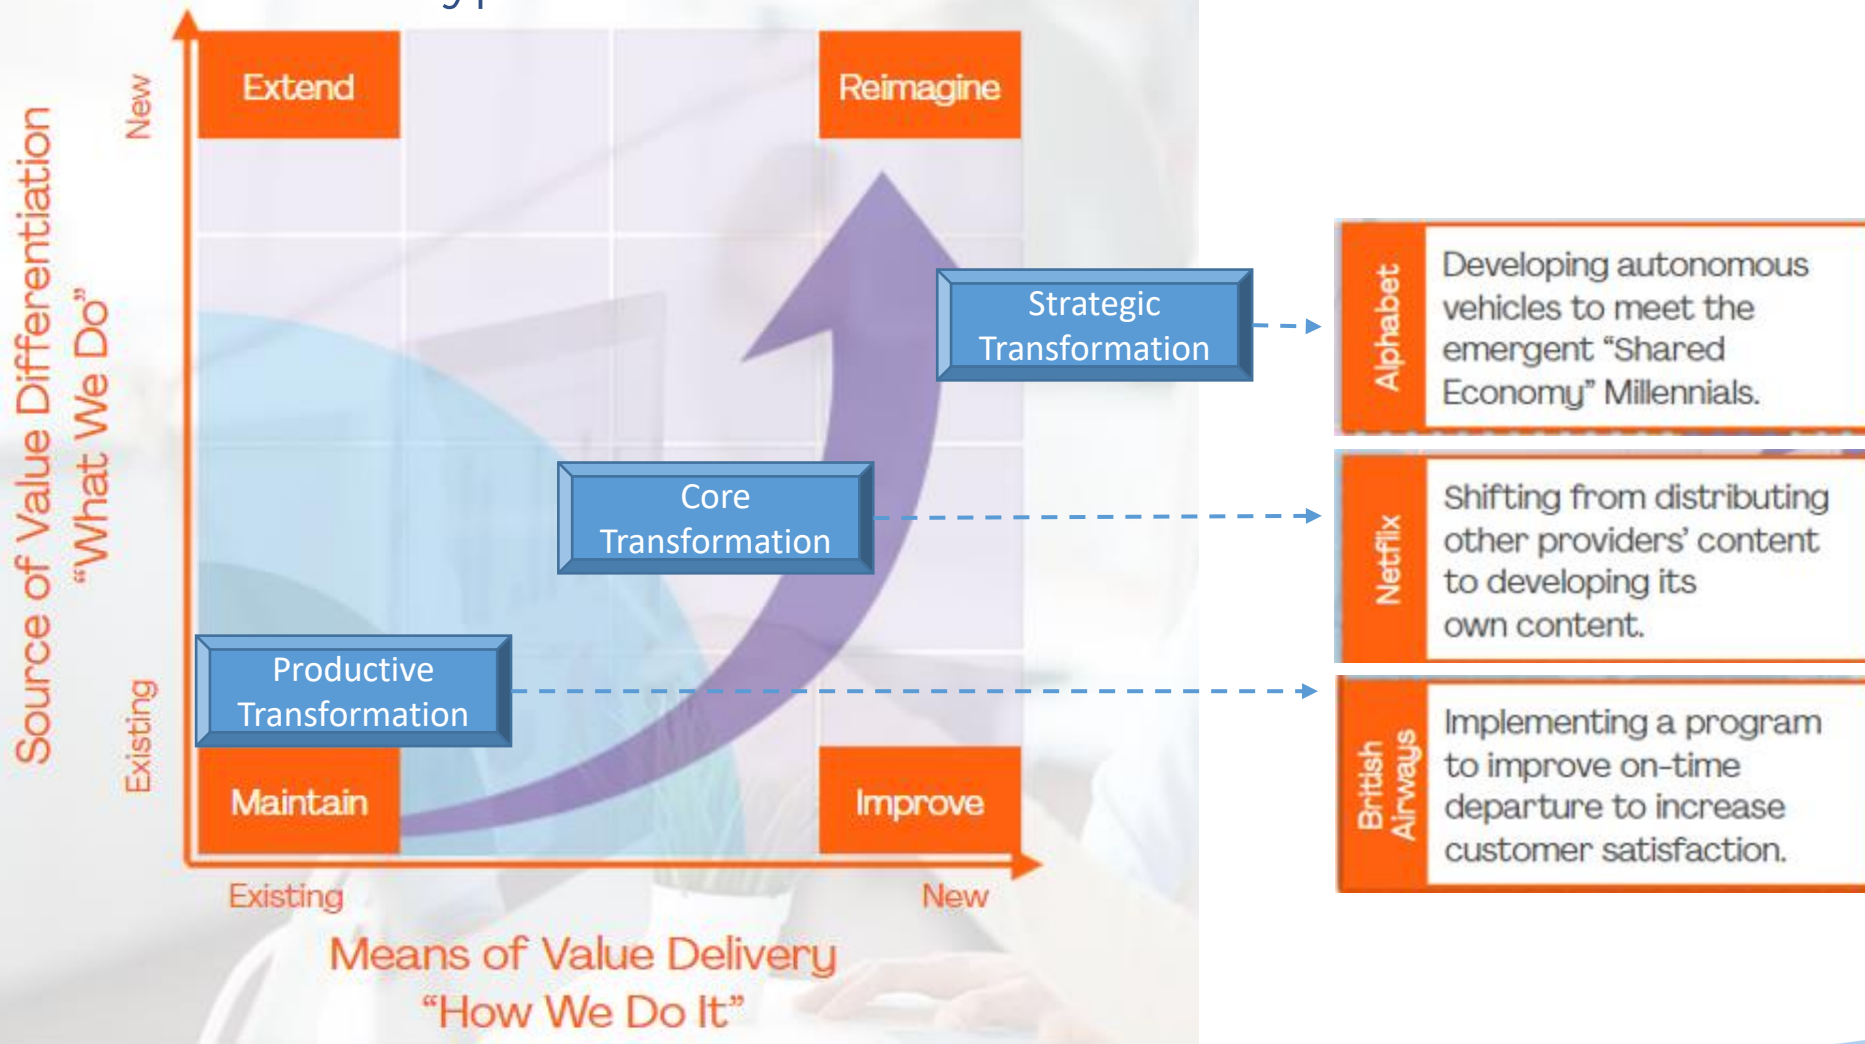 Extend
Reimagine
New
Source of Value Differentiation
“What We Do”
Existing
Strategic
Transformation
Core
Transformation
Productive
Transformation
Maintain
Improve
Existing
New
Means of Value Delivery
“How We Do It”
Alphabet
Developing autonomous
vehicles to meet the
emergent “Shared
Economy” Millennials.
Netflix
Shifting from distributing
other providers’ content
to developing its
own content.
British
Airways
Implementing a program
to improve on-time
departure to increase
customer satisfaction.